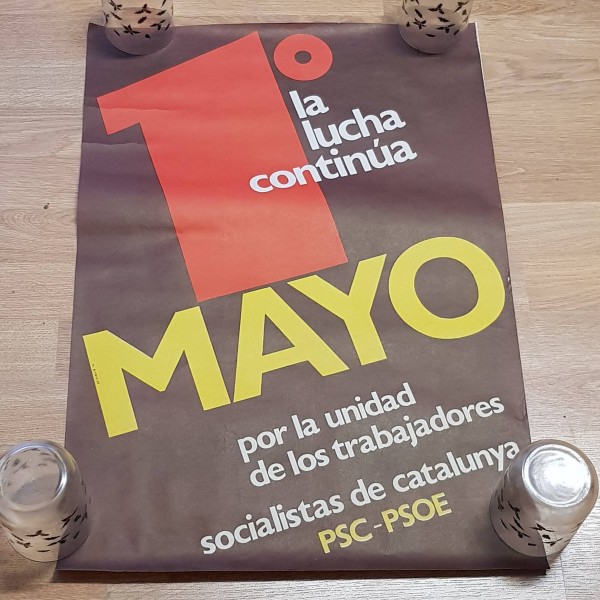 1º
la
lucha
continúa
MAYO
por la unidad
de los trabajadores
socialistas de catalunya
PSC-PSOE